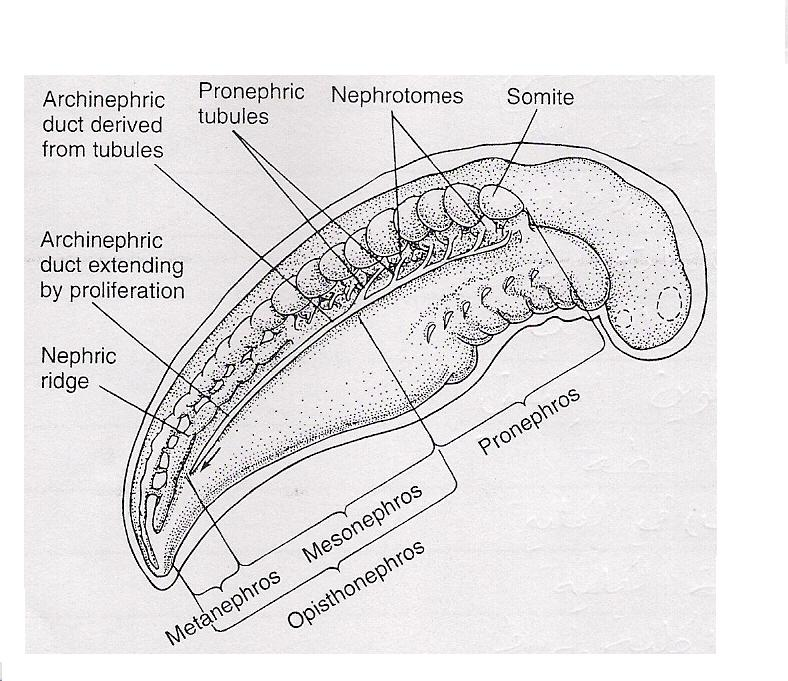 Archinephric
duct derived
from tubules
Pronephric
tubules
Nephrotomes
Somite
Archinephric
duct extending
by proliferation
Nephric
ridge
Pronephros
Mesonephros
Metanephros
Opisthonephros